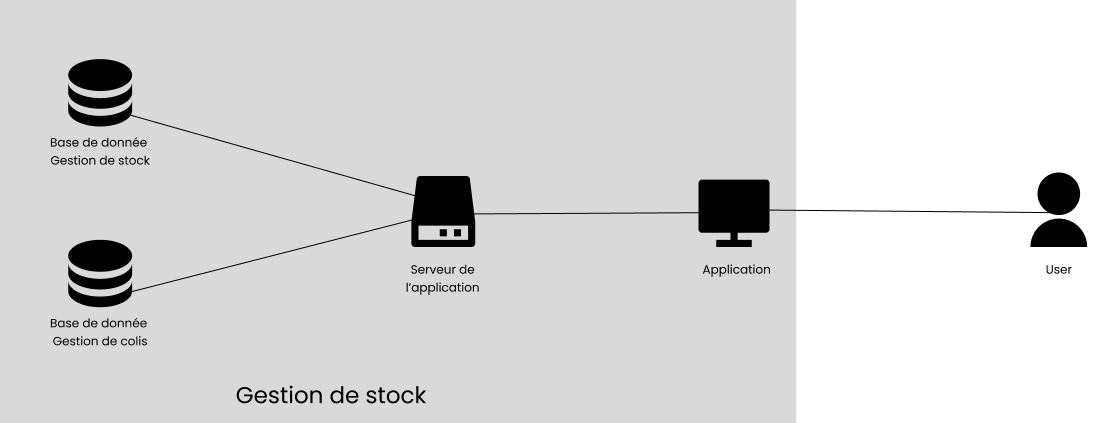 Base de donnée
Gestion de stock
Serveur de
l'application
Application
User
Base de donnée
Gestion de colis
Gestion de stock